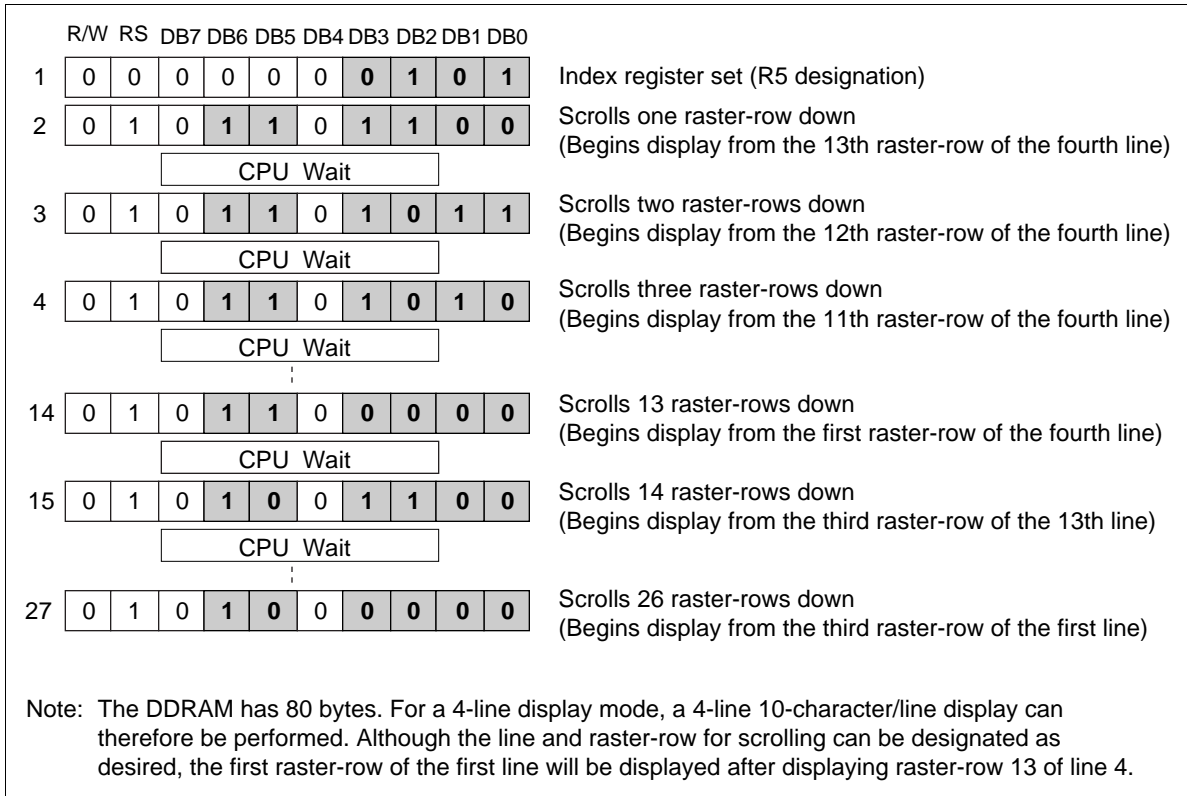 R/W RS DB7 DB6 DB5 DB4 DB3 DB2 DB1 DB0
1 0 0 0 0 0 0 0 1 0 1 Index register set (R5 designation)
2 0 1 0 1 1 0 1 1 0 0 Scrolls one raster-row down
(Begins display from the 13th raster-row of the fourth line)
CPU Wait
3 0 1 0 1 1 0 1 0 1 1 Scrolls two raster-rows down
(Begins display from the 12th raster-row of the fourth line)
CPU Wait
4 0 1 0 1 1 0 1 0 1 0 Scrolls three raster-rows down
(Begins display from the 11th raster-row of the fourth line)
CPU Wait
14 0 1 0 1 1 0 0 0 0 0 Scrolls 13 raster-rows down
(Begins display from the first raster-row of the fourth line)
CPU Wait
15 0 1 0 1 0 0 1 1 0 0 Scrolls 14 raster-rows down
(Begins display from the third raster-row of the 13th line)
CPU Wait
27 0 1 0 1 0 0 0 0 0 0 Scrolls 26 raster-rows down
(Begins display from the third raster-row of the first line)
Note: The DDRAM has 80 bytes. For a 4-line display mode, a 4-line 10-character/line display can
therefore be performed. Although the line and raster-row for scrolling can be designated as
desired, the first raster-row of the first line will be displayed after displaying raster-row 13 of line 4.